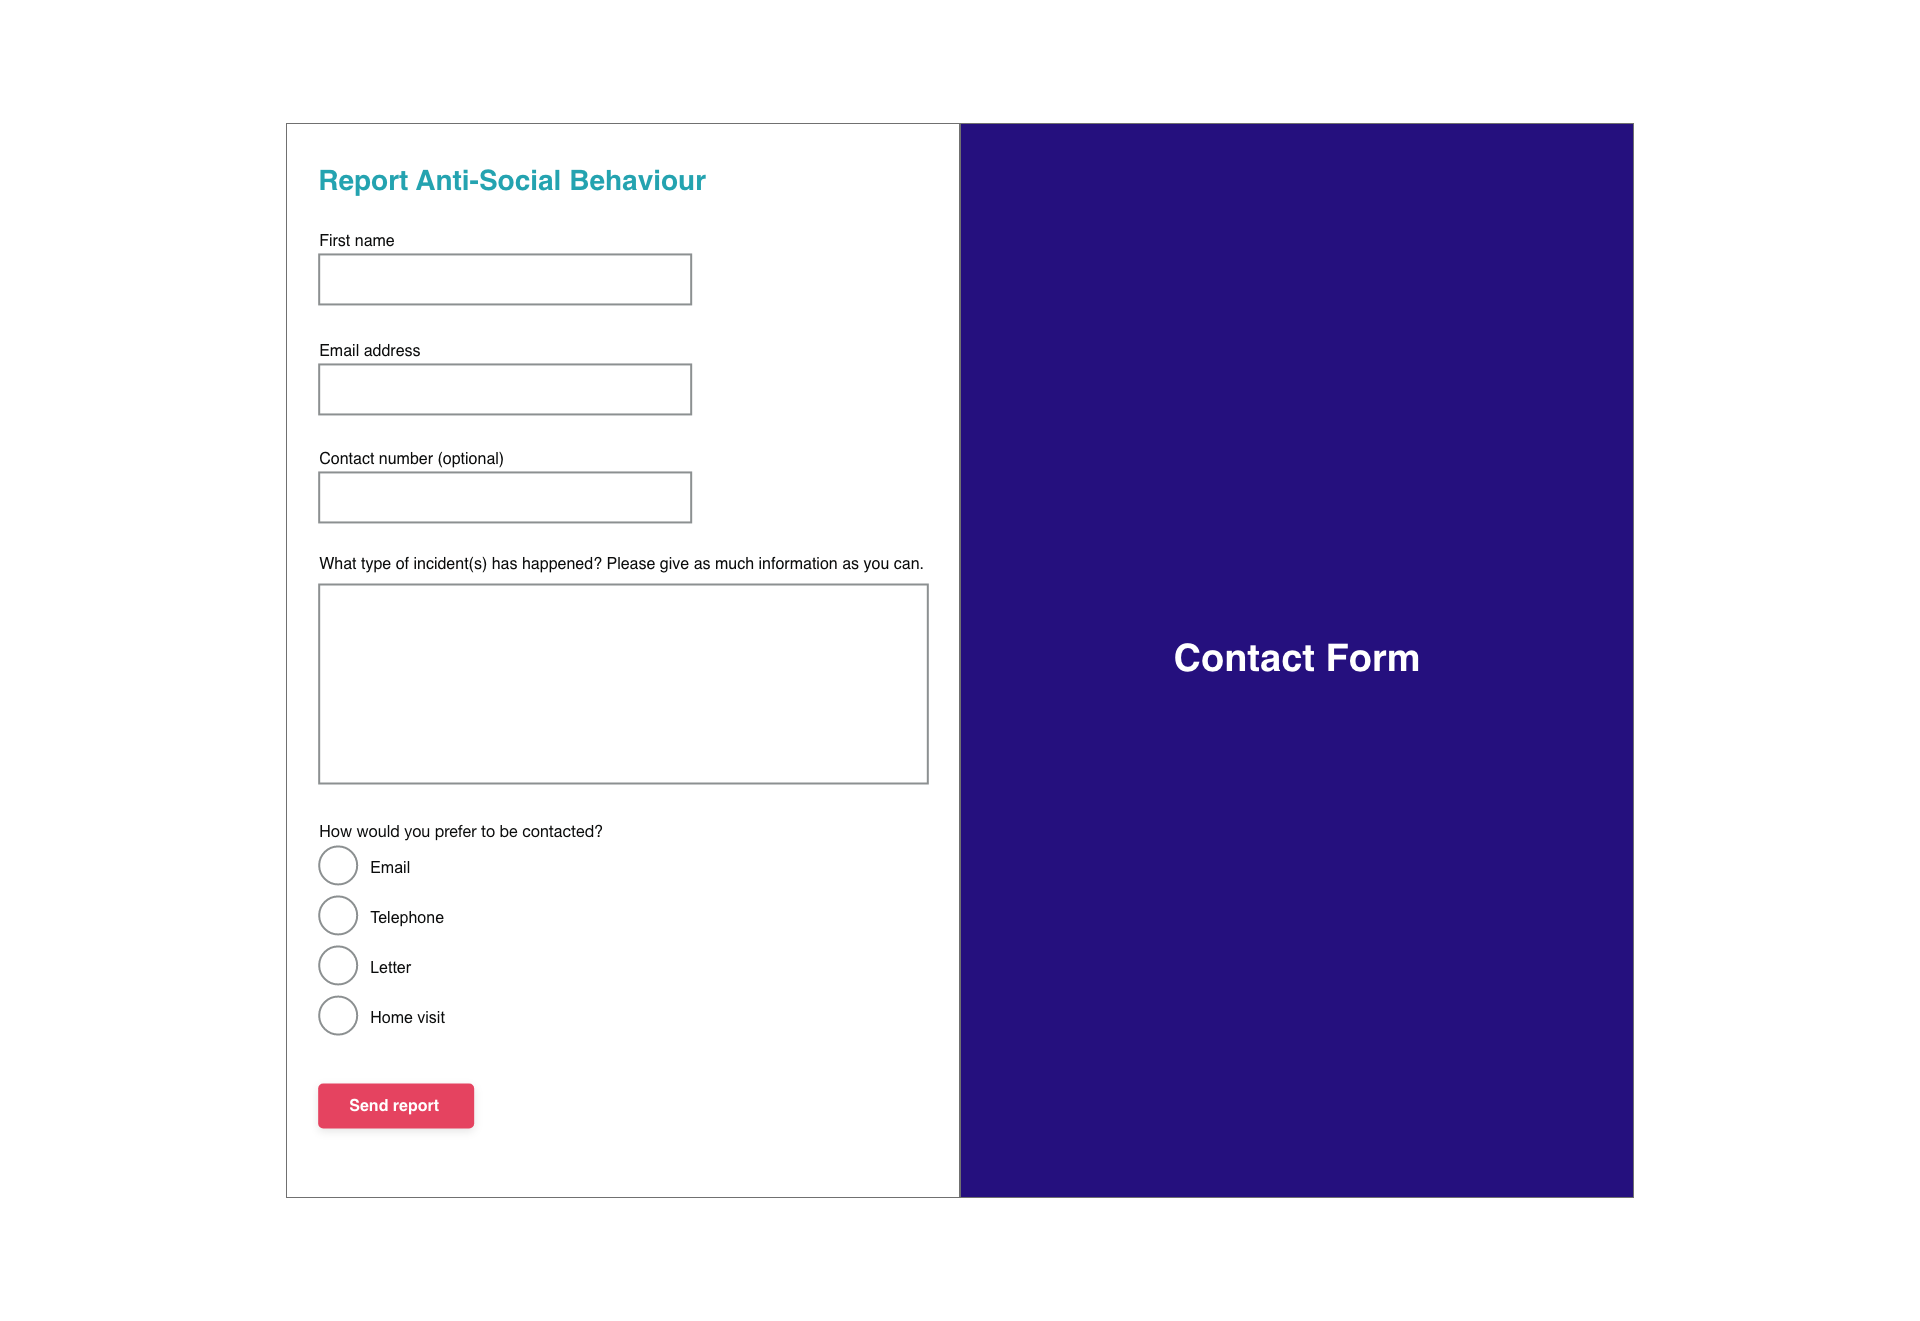 Report Anti-Social Behaviour
First name
Email address
Contact number (optional)
What type of incident(s) has happened? Please give as much information as you can.
How would you prefer to be contacted?
Email
Telephone
Letter
Home visit
Send report
Contact Form